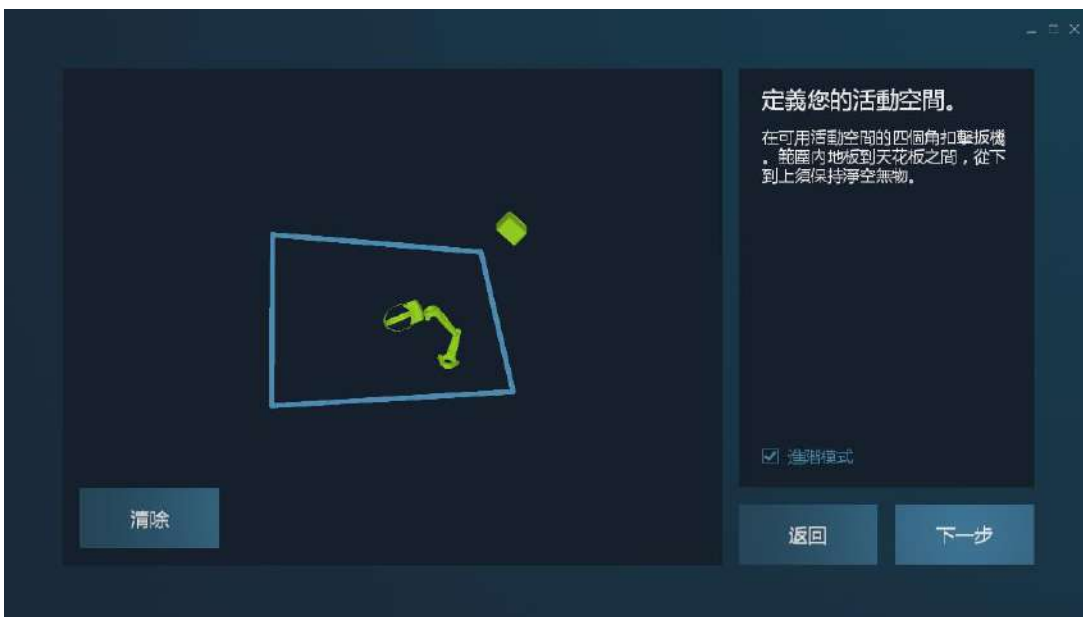 定義您的活動空間。
在可用活動空間的四個角扣擊扳機
。範圍內地板到天花板之間，從下
到上須保持淨空無物。
進階模式
清除
返回
下一步